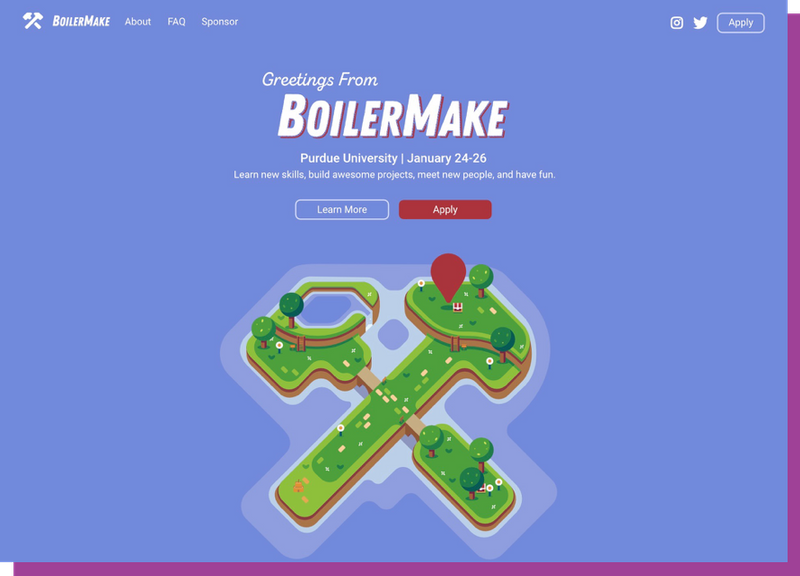 BOILERMAKE About FAQ Sponsor Apply
Greetings From
BOILERMAKE
Purdue University | January 24-26
Learn new skills, build awesome projects, meet new people, and have fun.
Learn More Apply